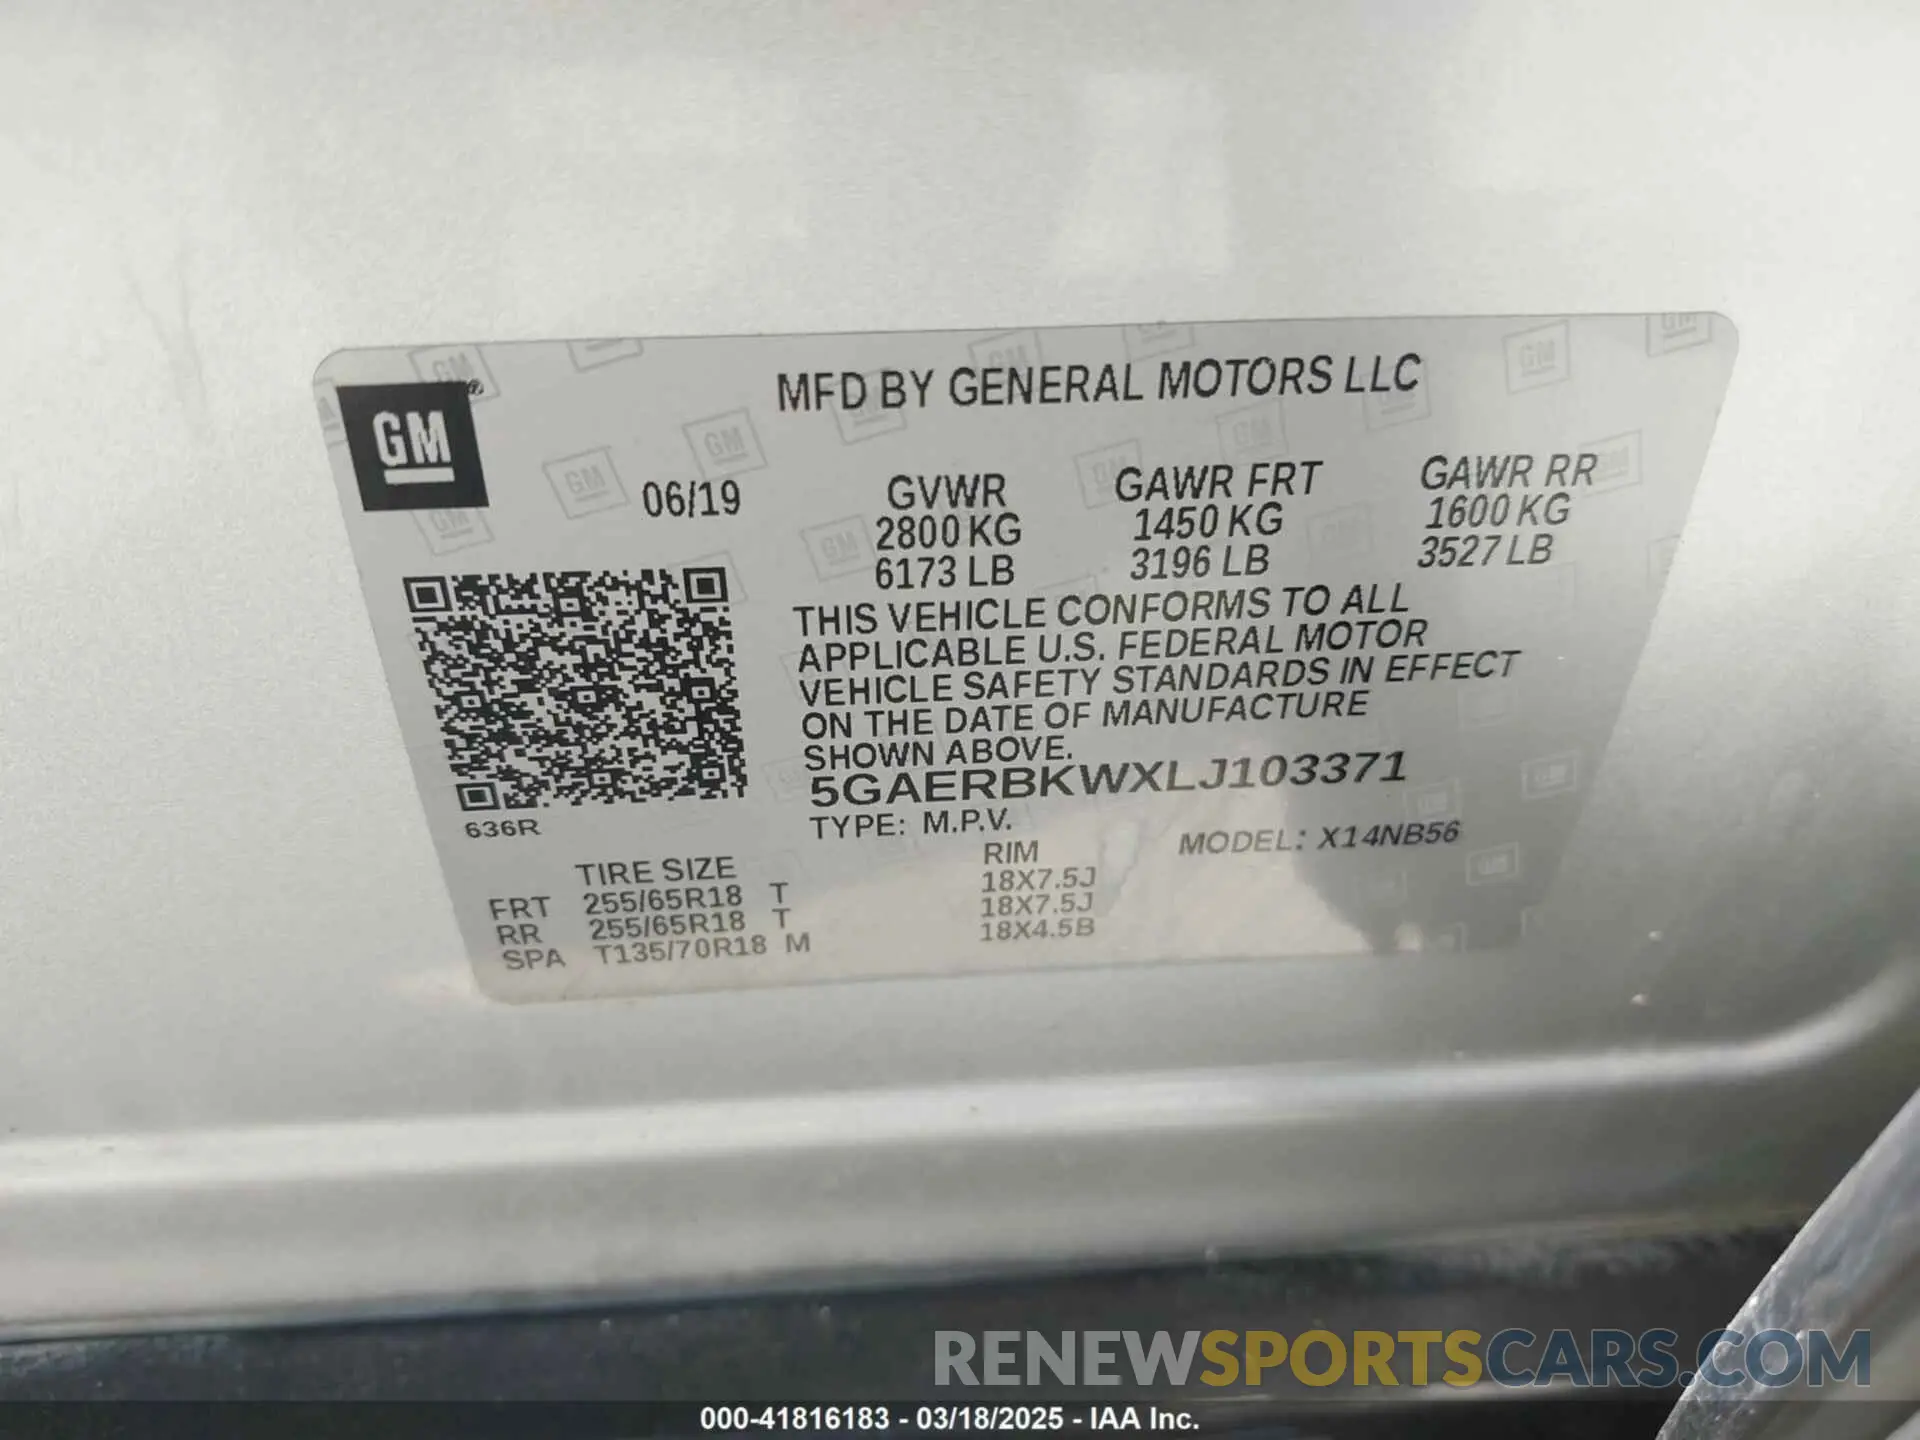 GM®
MFD BY GENERAL MOTORS LLC
06/19
GVWR GAWR FRT GAWR RR
2800 KG 1450 KG 1600 KG
6173 LB 3196 LB 3527 LB
THIS VEHICLE CONFORMS TO ALL
APPLICABLE U.S. FEDERAL MOTOR
VEHICLE SAFETY STANDARDS IN EFFECT
ON THE DATE OF MANUFACTURE
SHOWN ABOVE.
5GAERBKWXLJ103371
636R
TYPE: M.P.V. MODEL: X14NB56
TIRE SIZE RIM
FRT 255/65R18 T 18X7.5J
RR 255/65R18 T 18X7.5J
SPA T135/70R18 M 18X4.5B
RENEWSPORTSCARS.COM
000-41816183 - 03/18/2025 - IAA Inc.